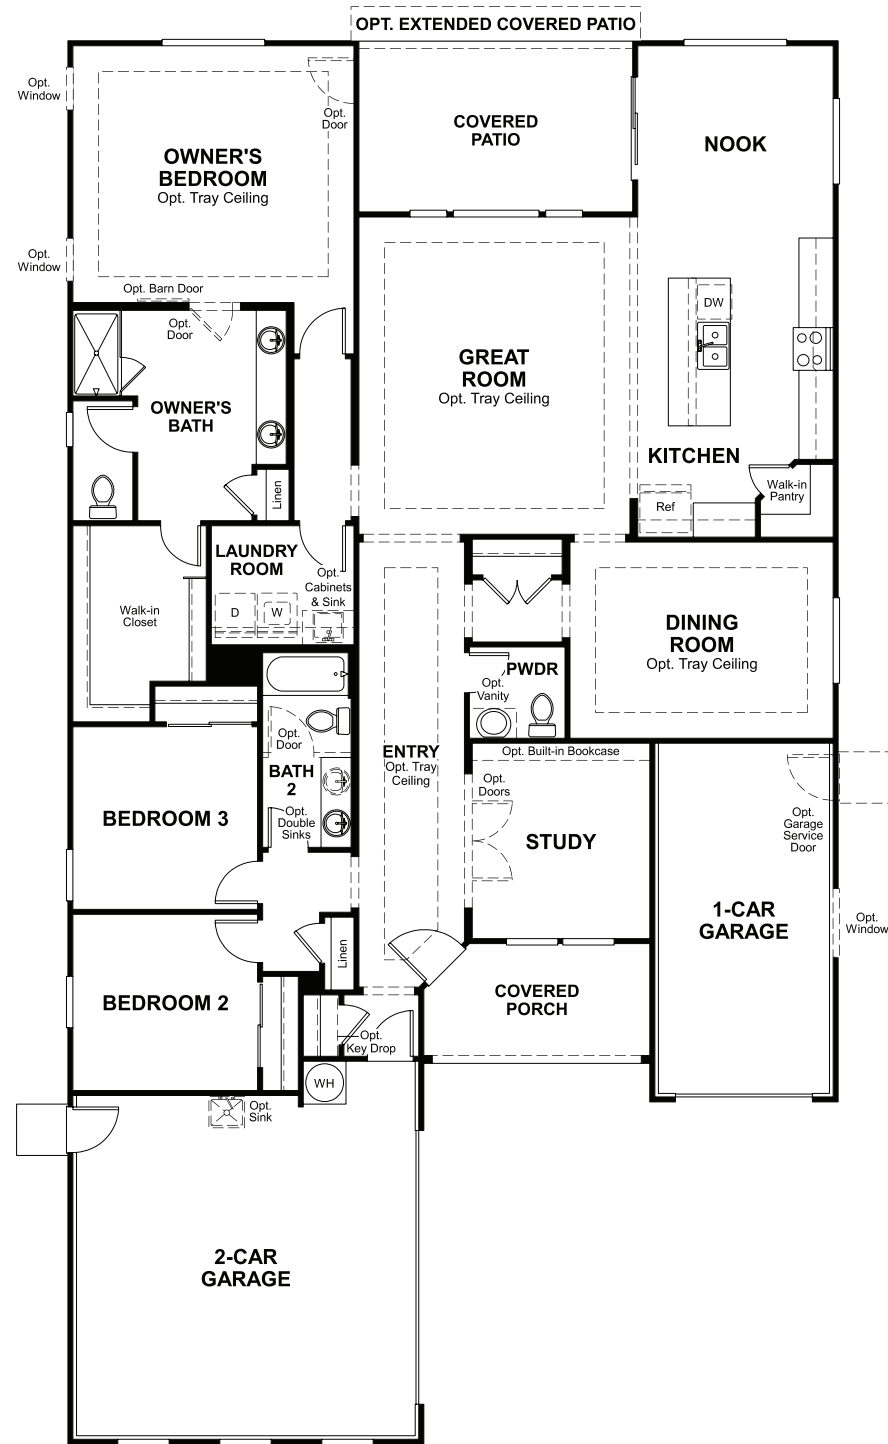 OPT. EXTENDED COVERED PATIO
Opt.
Window
Opt.
Door
COVERED
PATIO
NOOK
OWNER'S
BEDROOM
Opt. Tray Ceiling
Opt.
Window
Opt. Barn Door
Opt.
Door
DW
GREAT
ROOM
Opt. Tray Ceiling
OWNER'S
BATH
KITCHEN
Linen
Walk-in
Pantry
Ref
LAUNDRY
ROOM
Opt.
Cabinets
& Sink
D
W
Walk-in
Closet
DINING
ROOM
Opt. Tray Ceiling
PWDR
Opt.
Vanity
Opt.
Door
ENTRY
Opt. Tray
Ceiling
Opt. Built-in Bookcase
BATH
2
Opt.
Doors
Opt.
Double
Sinks
BEDROOM 3
STUDY
Opt.
Garage
Service
Door
1-CAR
GARAGE
Opt.
Window
Linen
BEDROOM 2
COVERED
PORCH
Opt.
Key Drop
WH
Opt.
Sink
2-CAR
GARAGE